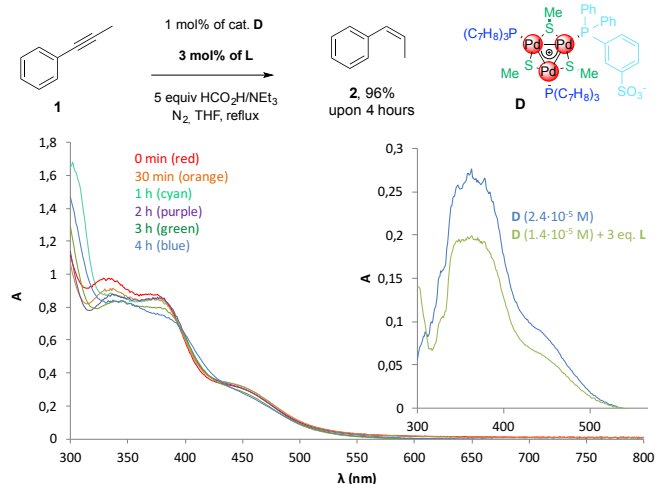 1
1 mol% of cat. D
3 mol% of L
5 equiv HCO2H/NEt3
N2, THF, reflux
2, 96%
upon 4 hours
Me
S
Ph
Ph
P
(C7H8)3P
Pd
Pd
⊕
S
S
Me
Pd
Me
P(C7H8)3
SO3-
D
0 min (red)
30 min (orange)
1 h (cyan)
2 h (purple)
3 h (green)
4 h (blue)
A
1,8
1,6
1,4
1,2
1
0,8
0,6
0,4
0,2
0
300
350
400
450
500
550
600
650
700
750
800
λ (nm)
A
0,3
0,25
0,2
0,15
0,1
0,05
0
300
400
500
D (2.4·10-5 M)
D (1.4·10-5 M) + 3 eq. L